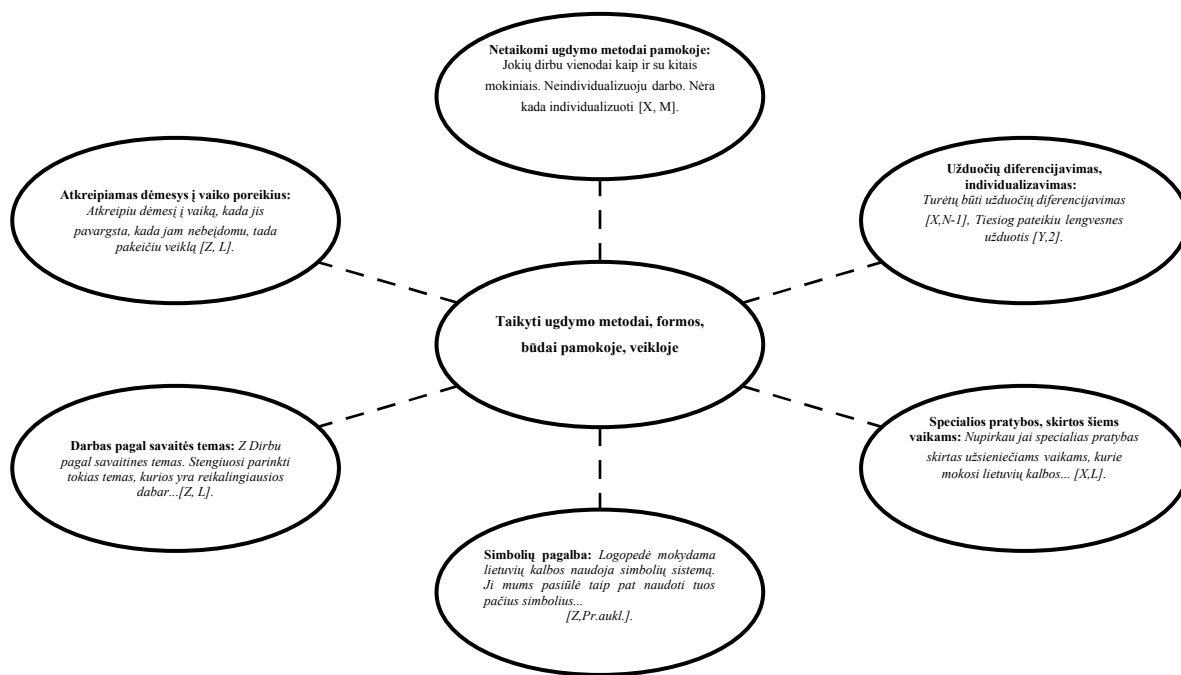 Netaikomi ugdymo metodai pamokoje:
Jokių dirbu vienodai kaip ir su kitais
mokiniais. Neindividualizuoju darbo. Nėra
kada individualizuoti [X, M].
Atkreipiamas dėmesys į vaiko poreikius:
Atkreipiu dėmesį į vaiką, kada jis
pavargsta, kada jam nebeįdomu, tada
pakeičiu veiklą [Z, L].
Užduočių diferencijavimas,
individualizavimas:
Turėtų būti užduočių diferencijavimas
[X,N-1], Tiesiog pateikiu lengvesnes
užduotis [Y,2].
Taikyti ugdymo metodai, formos,
būdai pamokoje, veikloje
Darbas pagal savaitės temas: Z Dirbu
pagal savaitines temas. Stengiuosi parinkti
tokias temas, kurios yra reikalingiausios
dabar...[Z, L].
Specialios pratybos, skirtos šiems
vaikams: Nupirkau jai specialias pratybas
skirtas užsieniečiams vaikams, kurie
mokosi lietuvių kalbos... [X,L].
Simbolių pagalba: Logopedė mokydama
lietuvių kalbos naudoja simbolių sistemą.
Ji mums pasiūlė taip pat naudoti tuos
pačius simbolius...
[Z,Pr.aukl.].